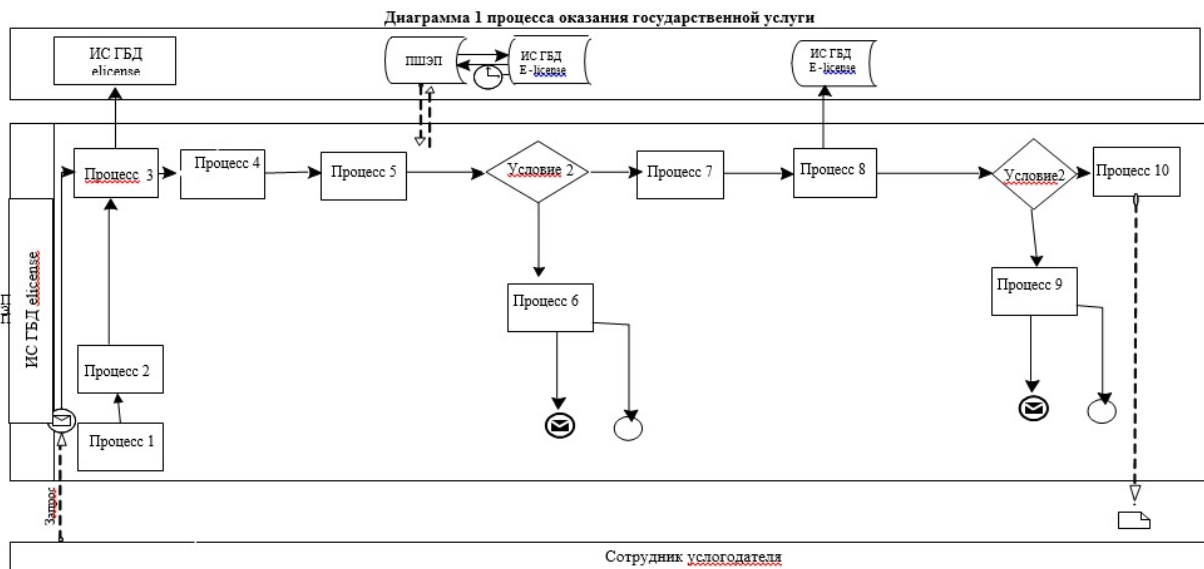 Диаграмма 1 процесса оказания государственной услуги
ИС ГБД
elicense
ПШЭП
ИС ГБД
E-license
ИС ГБД
E-license
Процесс 3
Процесс 4
Процесс 5
Условие 2
Процесс 7
Процесс 8
Условие2
Процесс 10
ИС ГБД elicense
Процесс 6
Процесс 9
Процесс 2
Процесс 1
Запрос
Сотрудник услогодателя